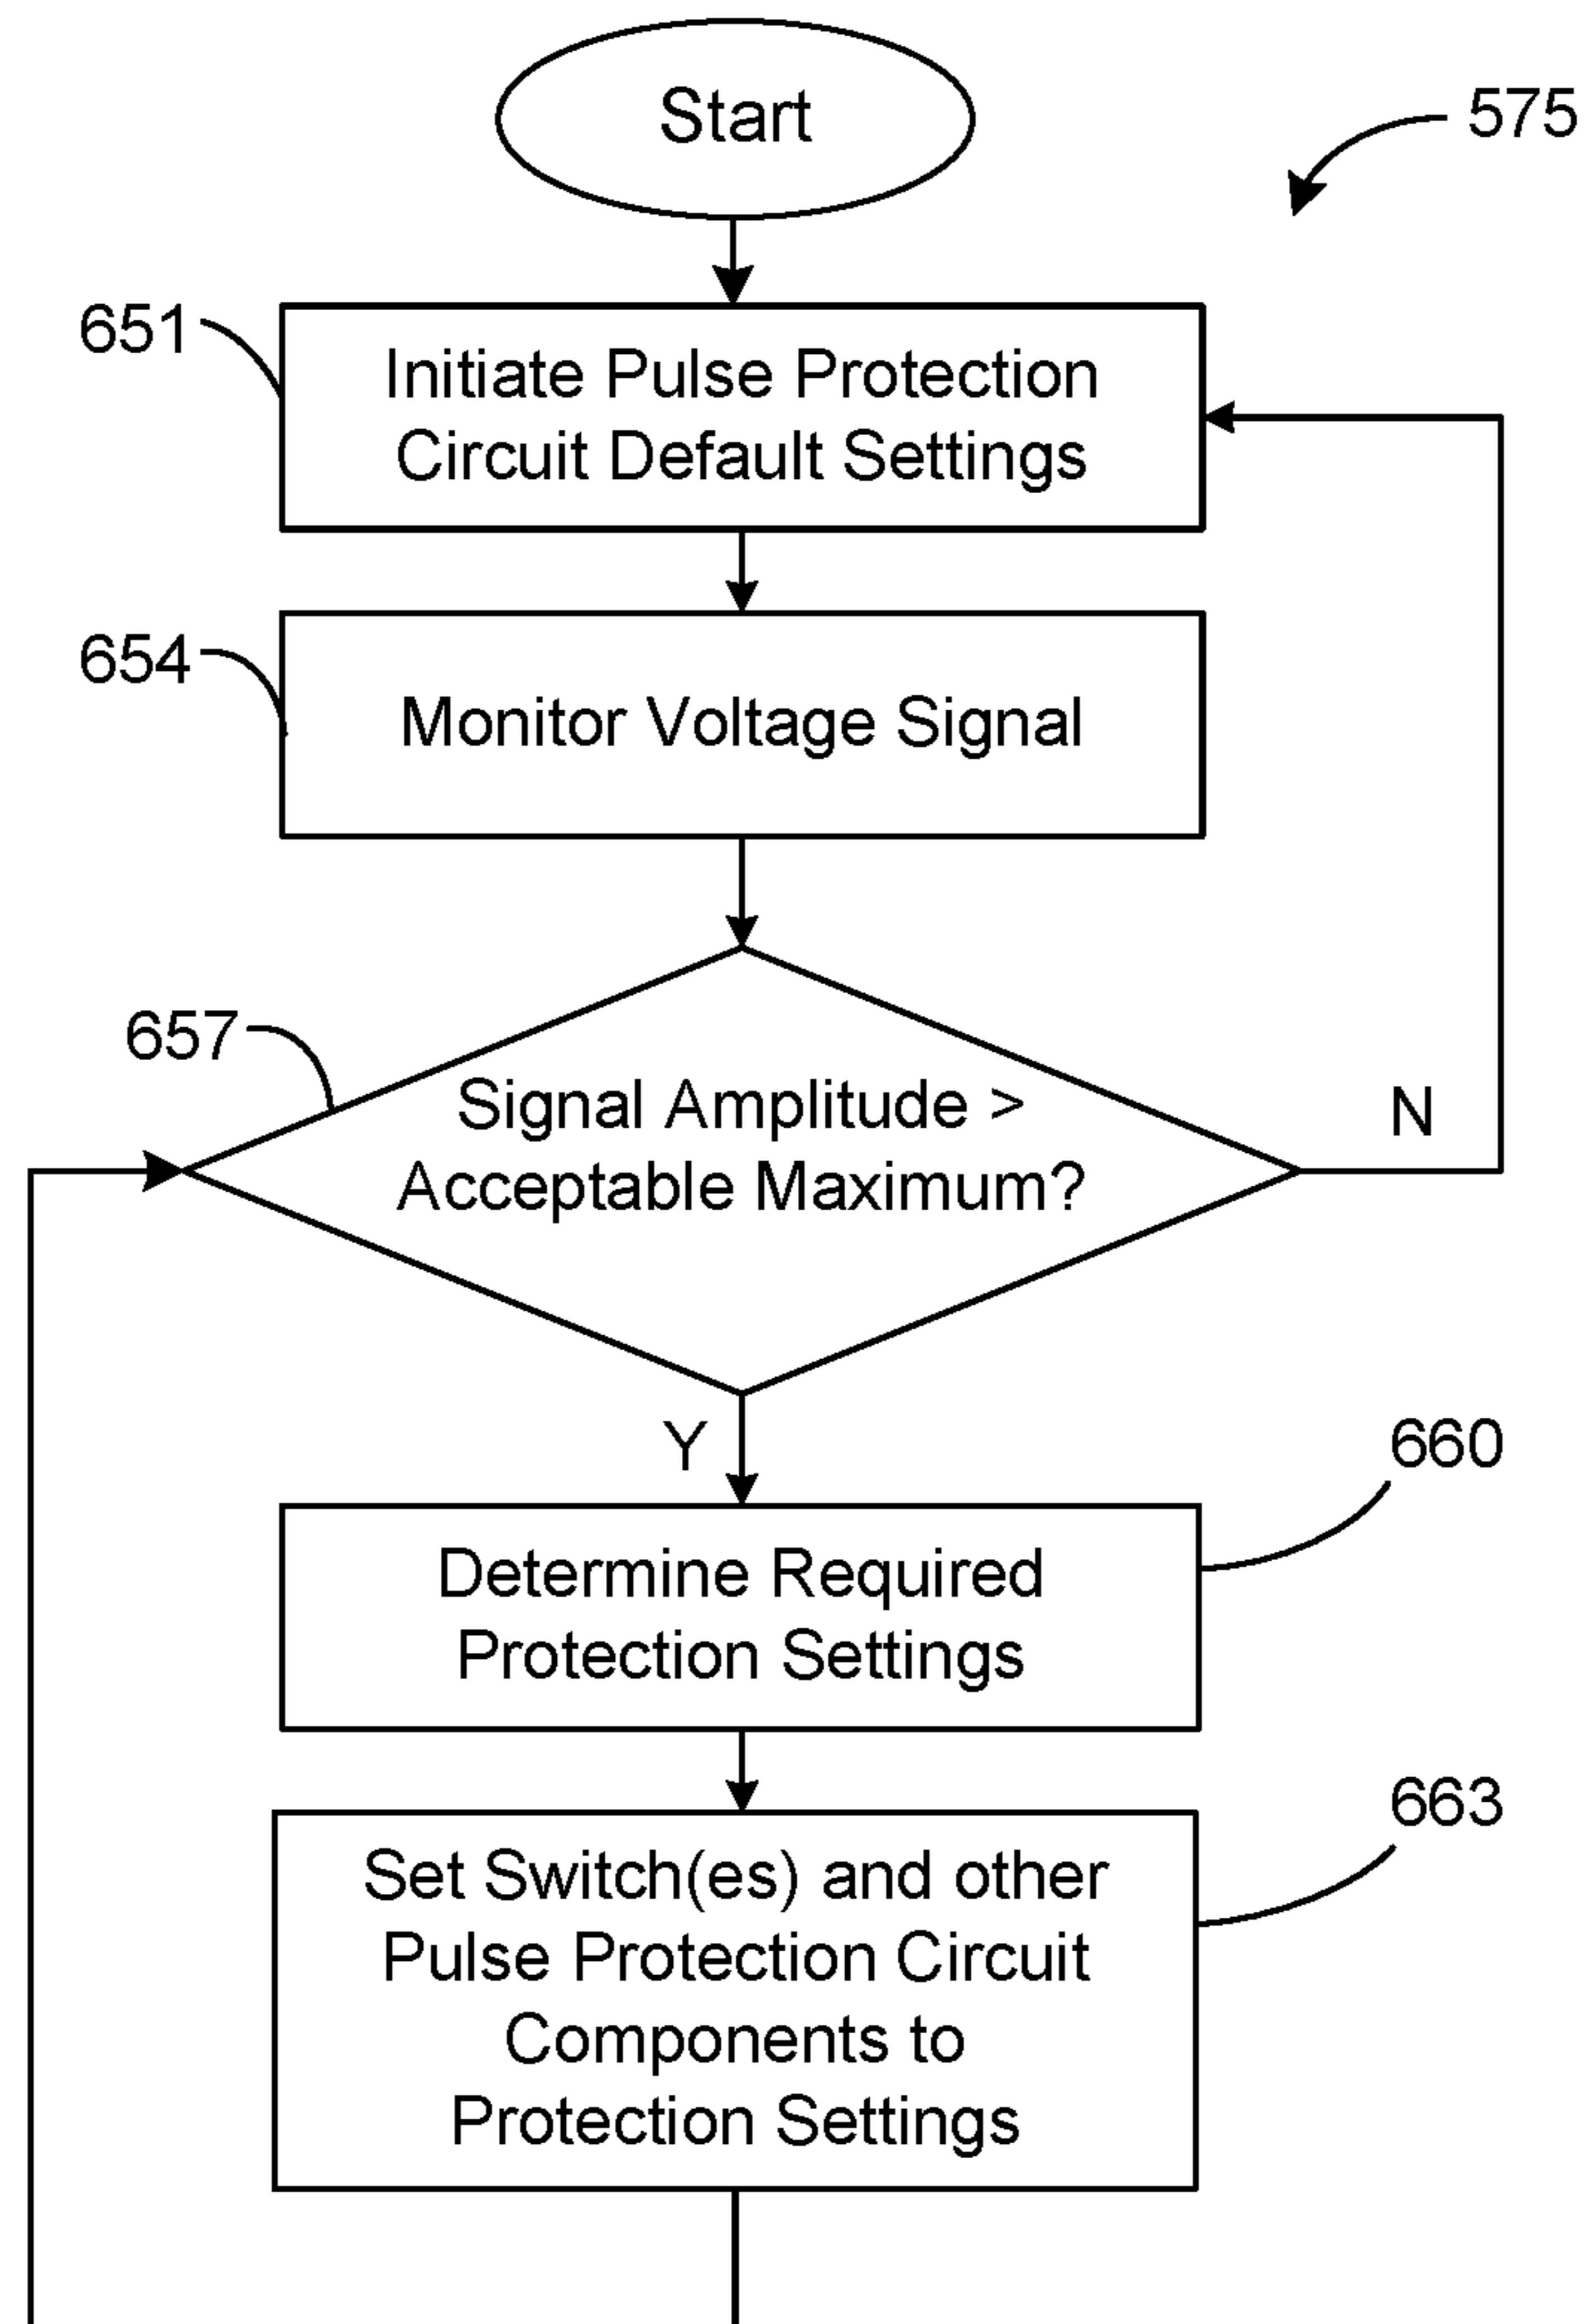 Start
575
651
Initiate Pulse Protection
Circuit Default Settings
654
Monitor Voltage Signal
657
Signal Amplitude >
Acceptable Maximum?
N
Y
660
Determine Required
Protection Settings
663
Set Switch(es) and other
Pulse Protection Circuit
Components to
Protection Settings